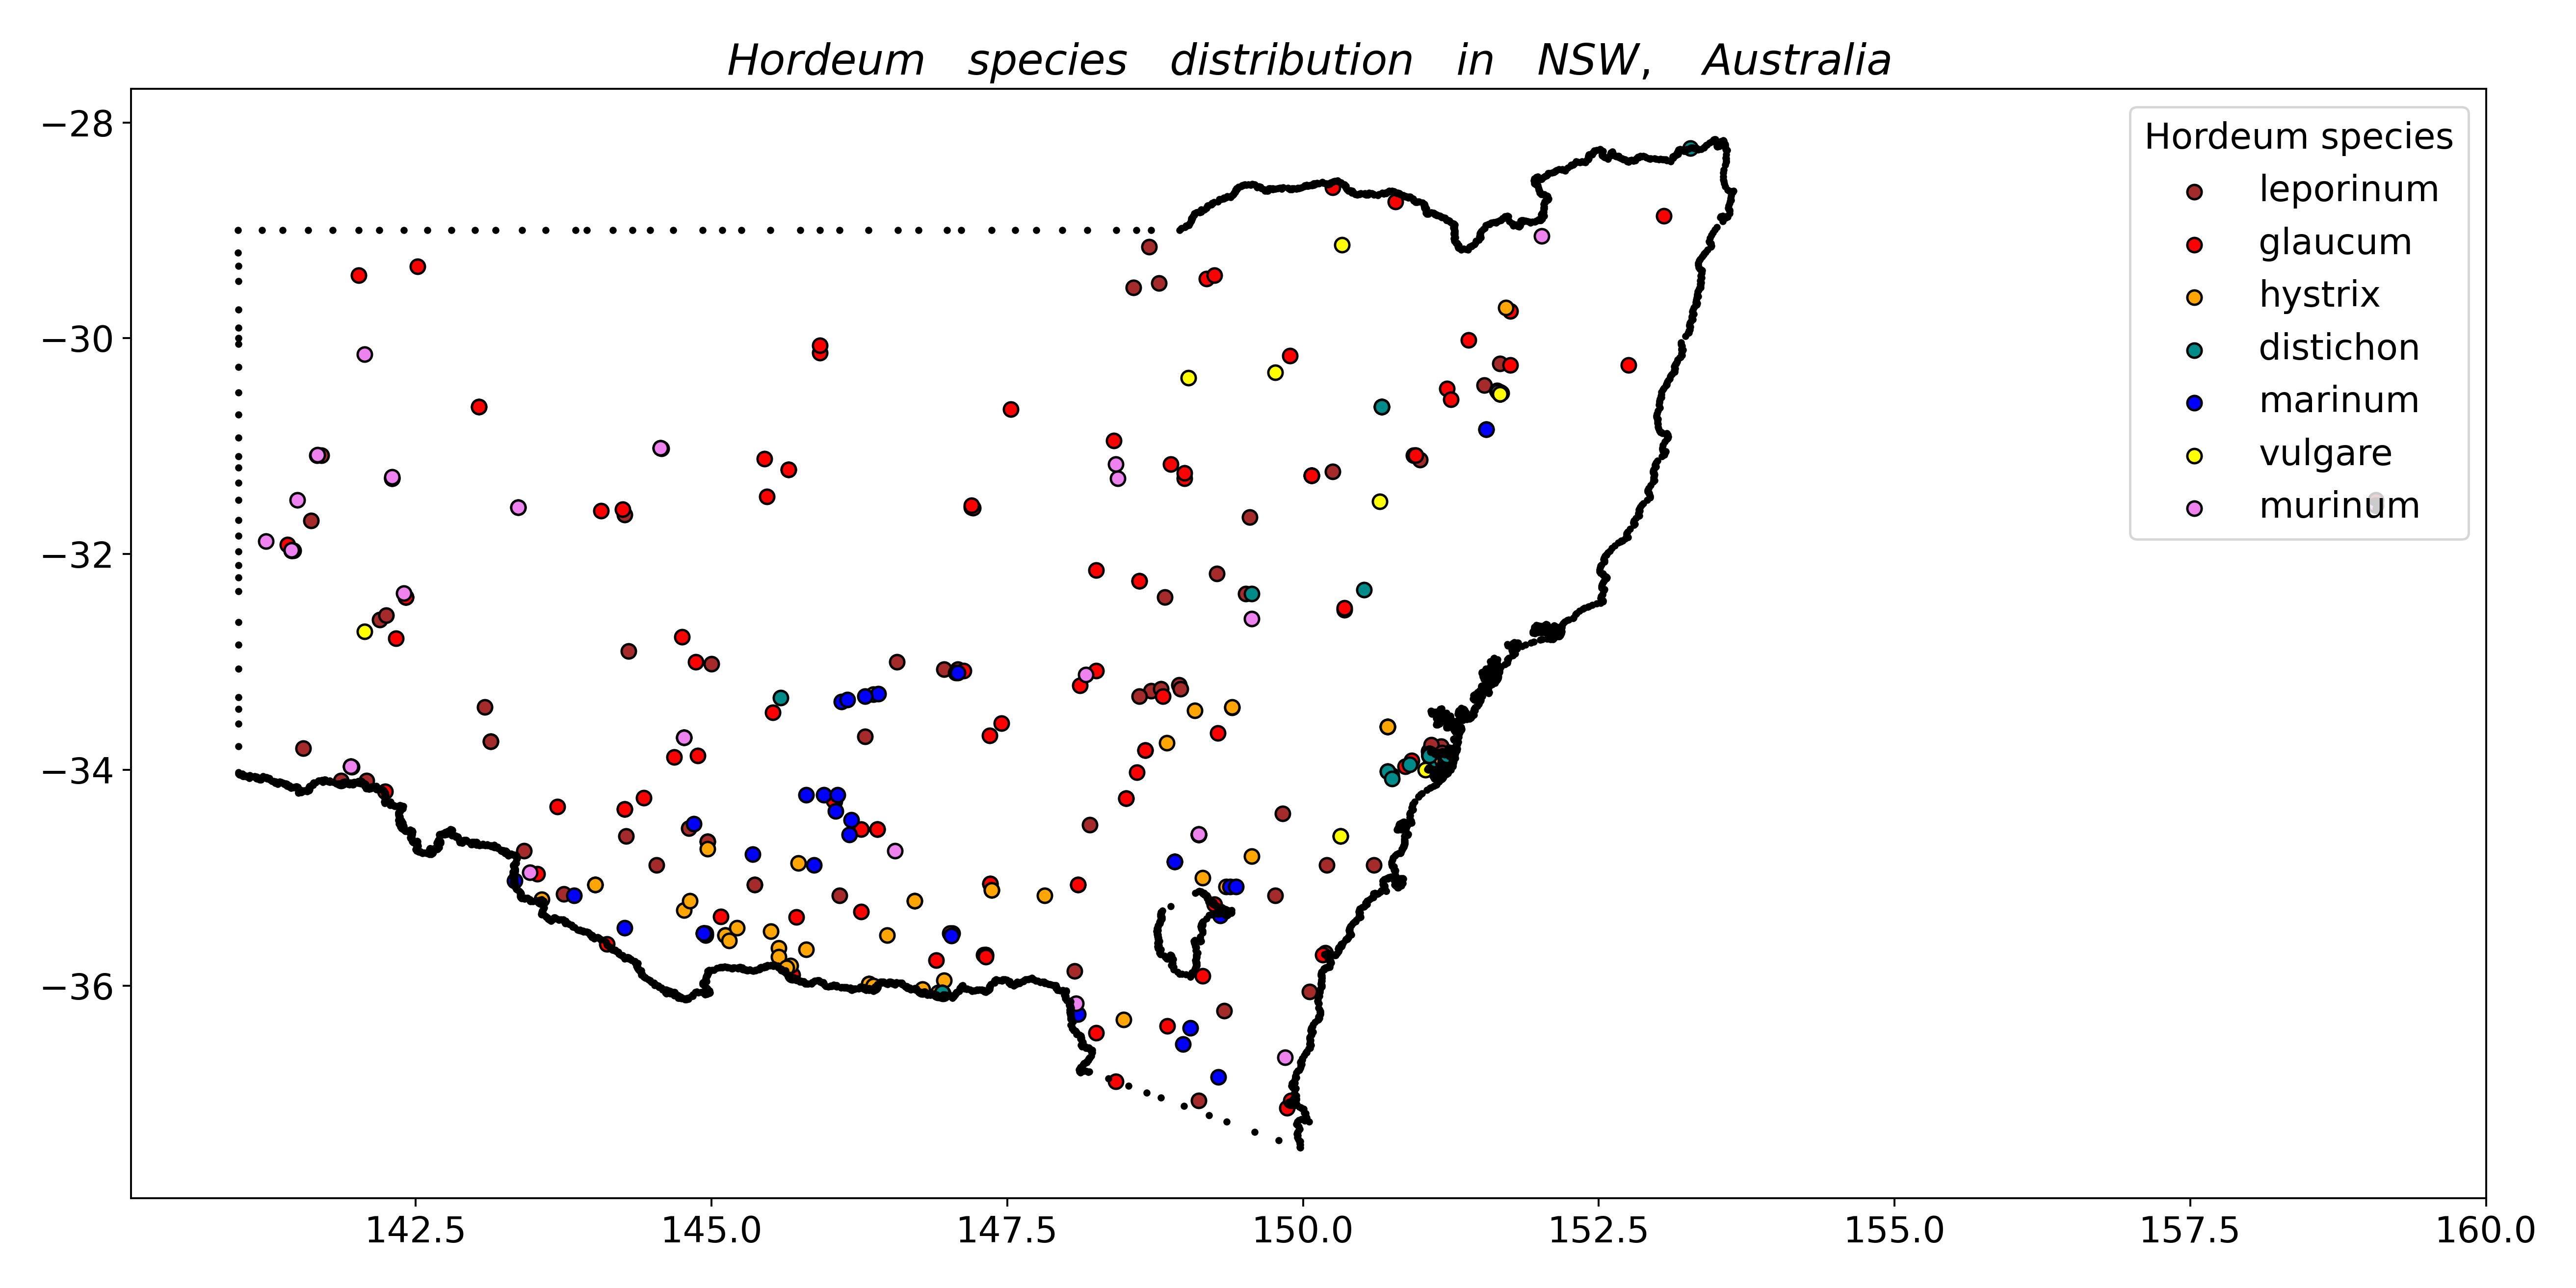 Hordeum species distribution in NSW, Australia
−28
−30
−32
−34
−36
142.5 145.0 147.5 150.0 152.5 155.0 157.5 160.0
Hordeum species
leporinum
glaucum
hystrix
distichon
marinum
vulgare
murinum